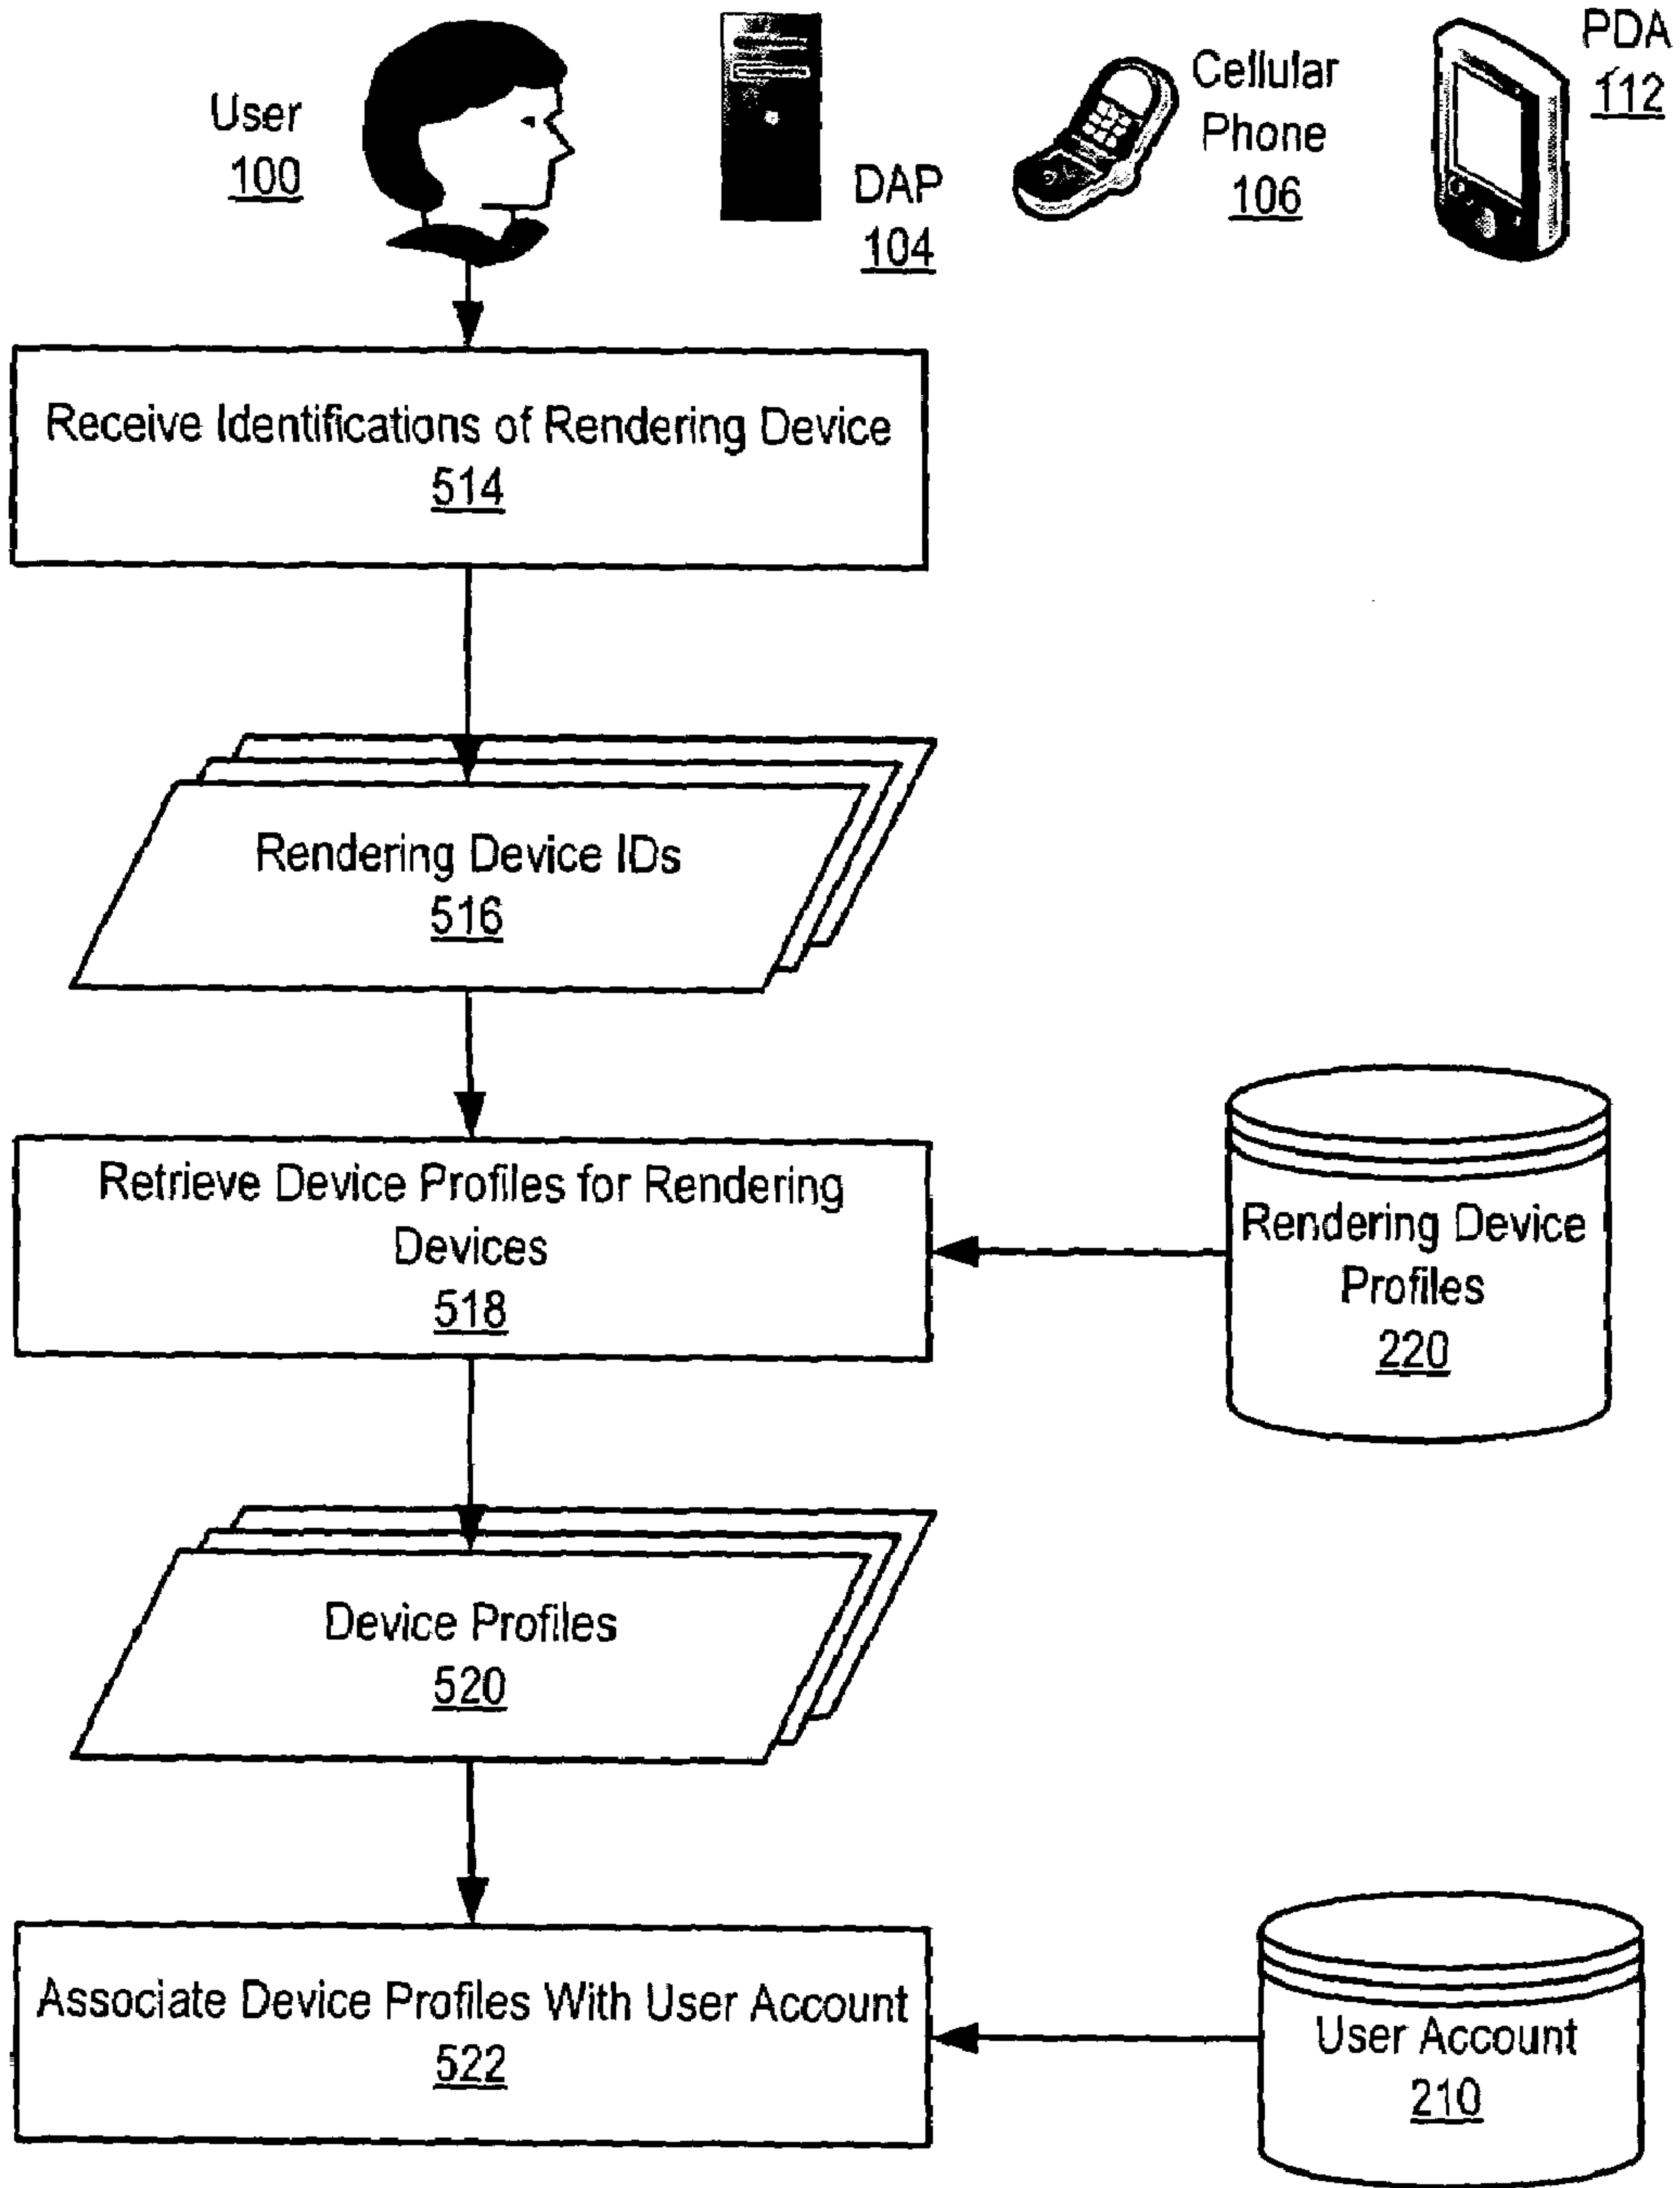 User
100
DAP
104
Cellular
Phone
106
PDA
112
Receive Identifications of Rendering Device
514
Rendering Device IDs
516
Retrieve Device Profiles for Rendering
Devices
518
Rendering Device
Profiles
220
Device Profiles
520
Associate Device Profiles With User Account
522
User Account
210